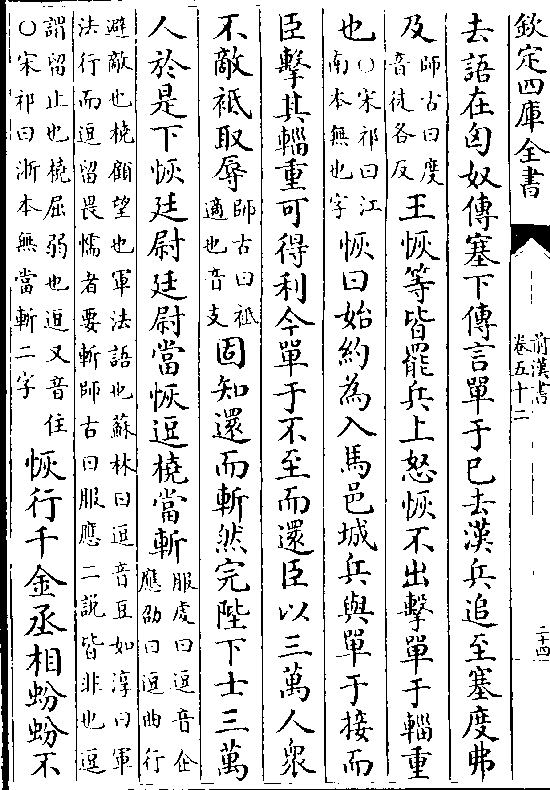 欽定四庫全書
前漢書
卷五十二
二十四
去語在匈奴傳塞下傳言單于已去漢兵追至塞度弗
及師古曰度音徒各反王恢等皆罷兵上怒恢不出擊單于輜重
也○宋祁曰江南本無也字恢曰始約為入馬邑城兵與單于接而
臣擊其輜重可得利今單于不至而還臣以三萬人衆
不敵祗取辱師古曰祗適也音支固知還而斬然完陛下士三萬
人於是下恢廷尉廷尉當恢逗橈當斬服虔曰逗音企應劭曰逗曲行
避敵也橈顧望也軍法語也蘇林曰逗音豆如淳曰軍
法行而逗留畏懦者要斬師古曰服應二説皆非也逗
謂留止也橈屈弱也逗又音住○宋祁曰浙本無當斬二字恢行千金丞相蚡蚡不